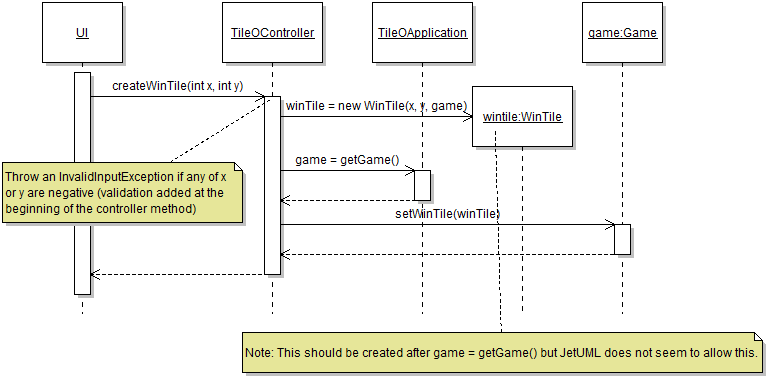 UI
TileOController
TileOApplication
game:Game
createWinTile(int x, int y)
winTile = new WinTile(x, y, game)
wintile:WinTile
game = getGame()
Throw an InvalidInputException if any of x
or y are negative (validation added at the
beginning of the controller method)
setWinTile(winTile)
Note: This should be created after game = getGame() but JetUML does not seem to allow this.